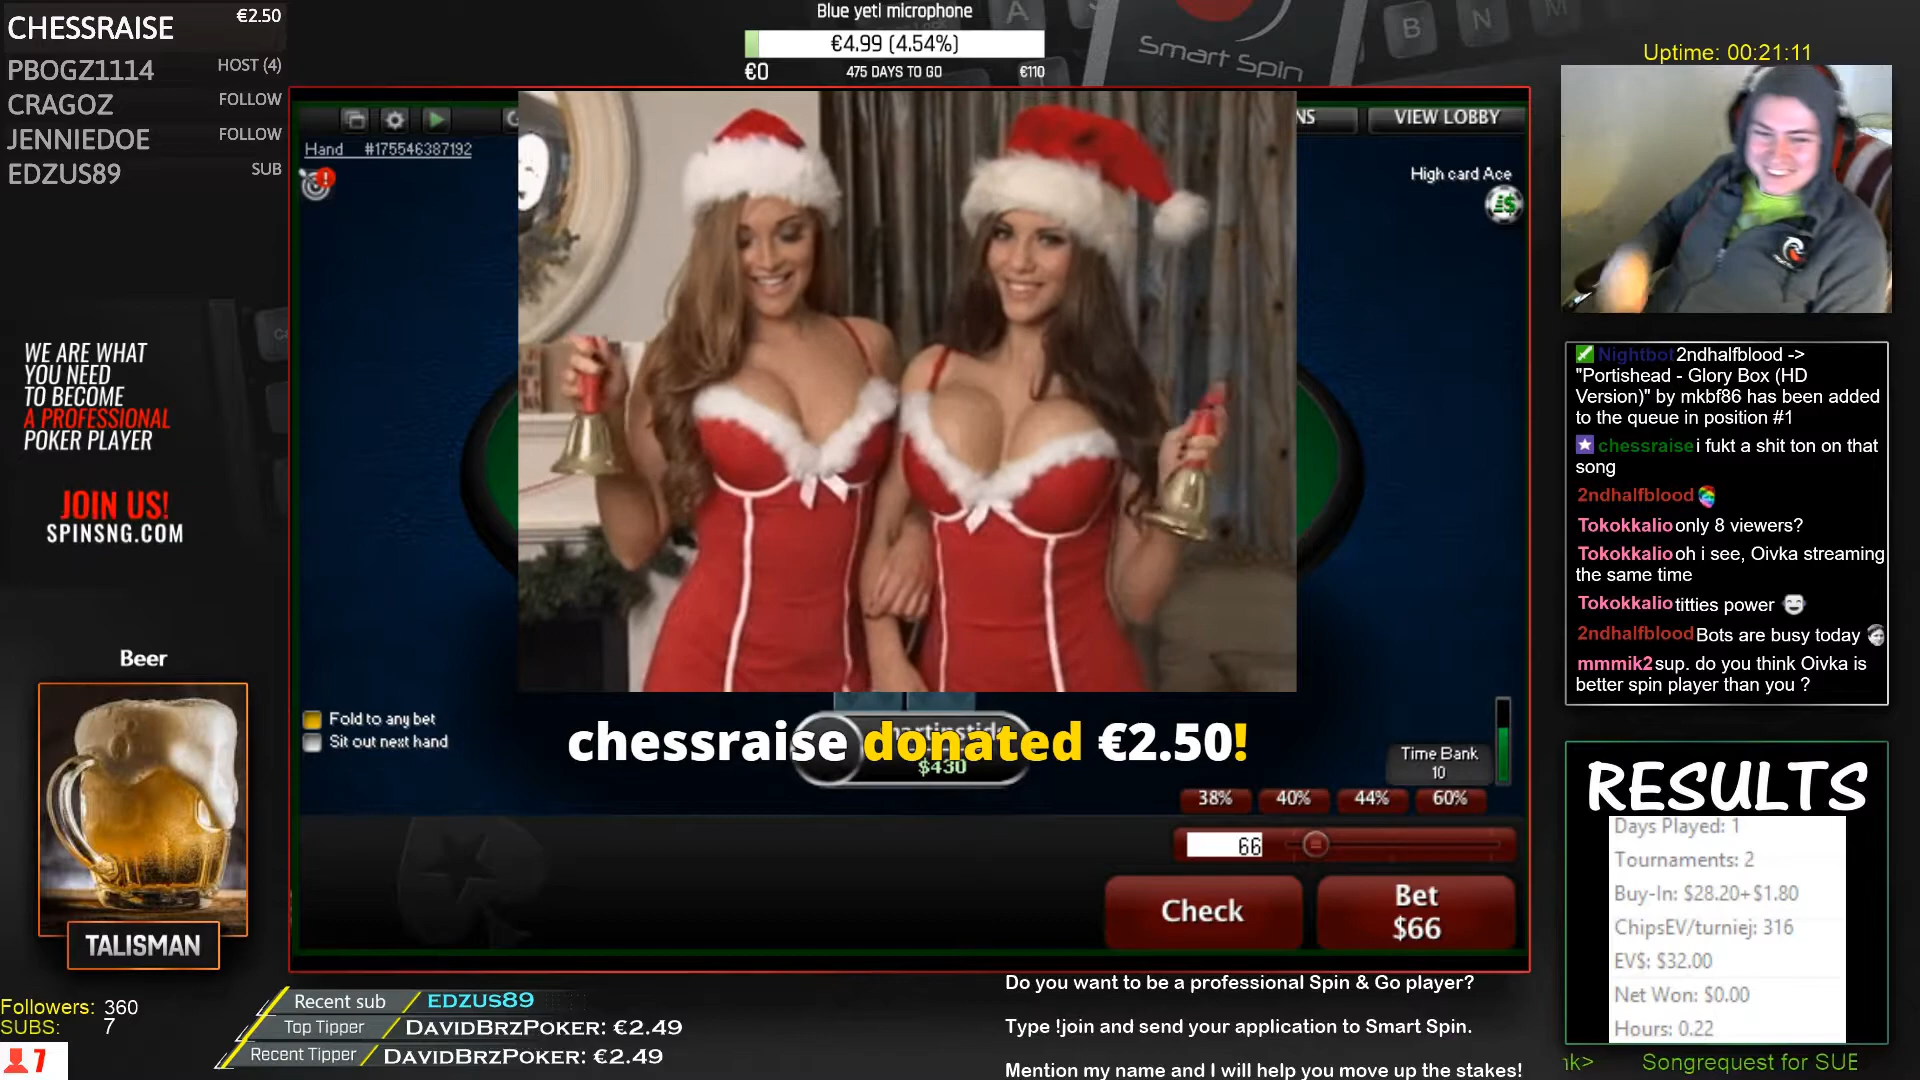 CHESSRAISE €2.50
PBOGZ1114 HOST (4)
CRAGOZ FOLLOW
JENNIEDOE FOLLOW
EDZUS89 SUB
Blue yeti microphone
€4.99 (4.54%)
€0 475 DAYS TO GO €110
Smart Spin
A
B N M
Uptime: 00:21:11
NS VIEW LOBBY
Hand #175546387192
High card Ace
WE ARE WHAT
YOU NEED
TO BECOME
A PROFESSIONAL
POKER PLAYER
JOIN US!
SPINSNG.COM
Nightbot 2ndhalfblood ->
"Portishead - Glory Box (HD
Version)" by mkbf86 has been added
to the queue in position #1
chessraise i fukt a shit ton on that
song
2ndhalfblood
Tokokkalio only 8 viewers?
Tokokkalio oh i see, Oivka streaming
the same time
Tokokkalio titties power
2ndhalfblood Bots are busy today
mmmik2 sup. do you think Oivka is
better spin player than you ?
Beer
TALISMAN
Fold to any bet
Sit out next hand
chessraise donated €2.50!
$430
Time Bank
10
38% 40% 44% 60%
66
Check
Bet
$66
RESULTS
Days Played: 1
Tournaments: 2
Buy-In: $28.20+$1.80
ChipsEV/turniej: 316
EV$: $32.00
Net Won: $0.00
Hours: 0.22
Followers: 360
SUBS: 7
7
Recent sub EDZUS89
Top Tipper DAVIDBRZPOKER: €2.49
Recent Tipper DAVIDBRZPOKER: €2.49
Do you want to be a professional Spin & Go player?
Type !join and send your application to Smart Spin.
Mention my name and I will help you move up the stakes!
nk> Songrequest for SUE